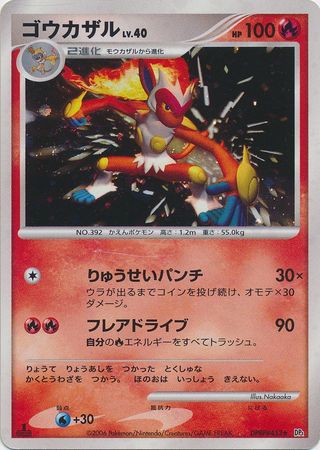 ゴウカザル LV.40
HP 100
2進化 モウカザルから進化
NO.392 かえんポケモン 高さ:1.2m 重さ:55.0kg
りゅうせいパンチ 30×
ウラが出るまでコインを投げ続け、オモテ×30
ダメージ。
フレアドライブ 90
自分のエネルギーをすべてトラッシュ。
りょうて りょうあしを つかった とくしゅな
かくとうわざを つかう。 ほのおは いっしょう きえない。
Illus.Nakaoka
弱点 抵抗力
+30
©2006 Pokémon/Nintendo/Creatures/GAME FREAK.